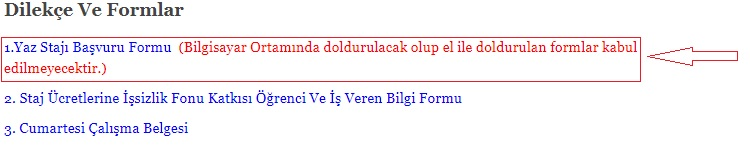 Dilekçe Ve Formlar
1.Yaz Stajı Başvuru Formu (Bilgisayar Ortamında doldurulacak olup el ile doldurulan formlar kabul
edilmeyecektir.)
2. Staj Ücretlerine İşsizlik Fonu Katkısı Öğrenci Ve İş Veren Bilgi Formu
3. Cumartesi Çalışma Belgesi